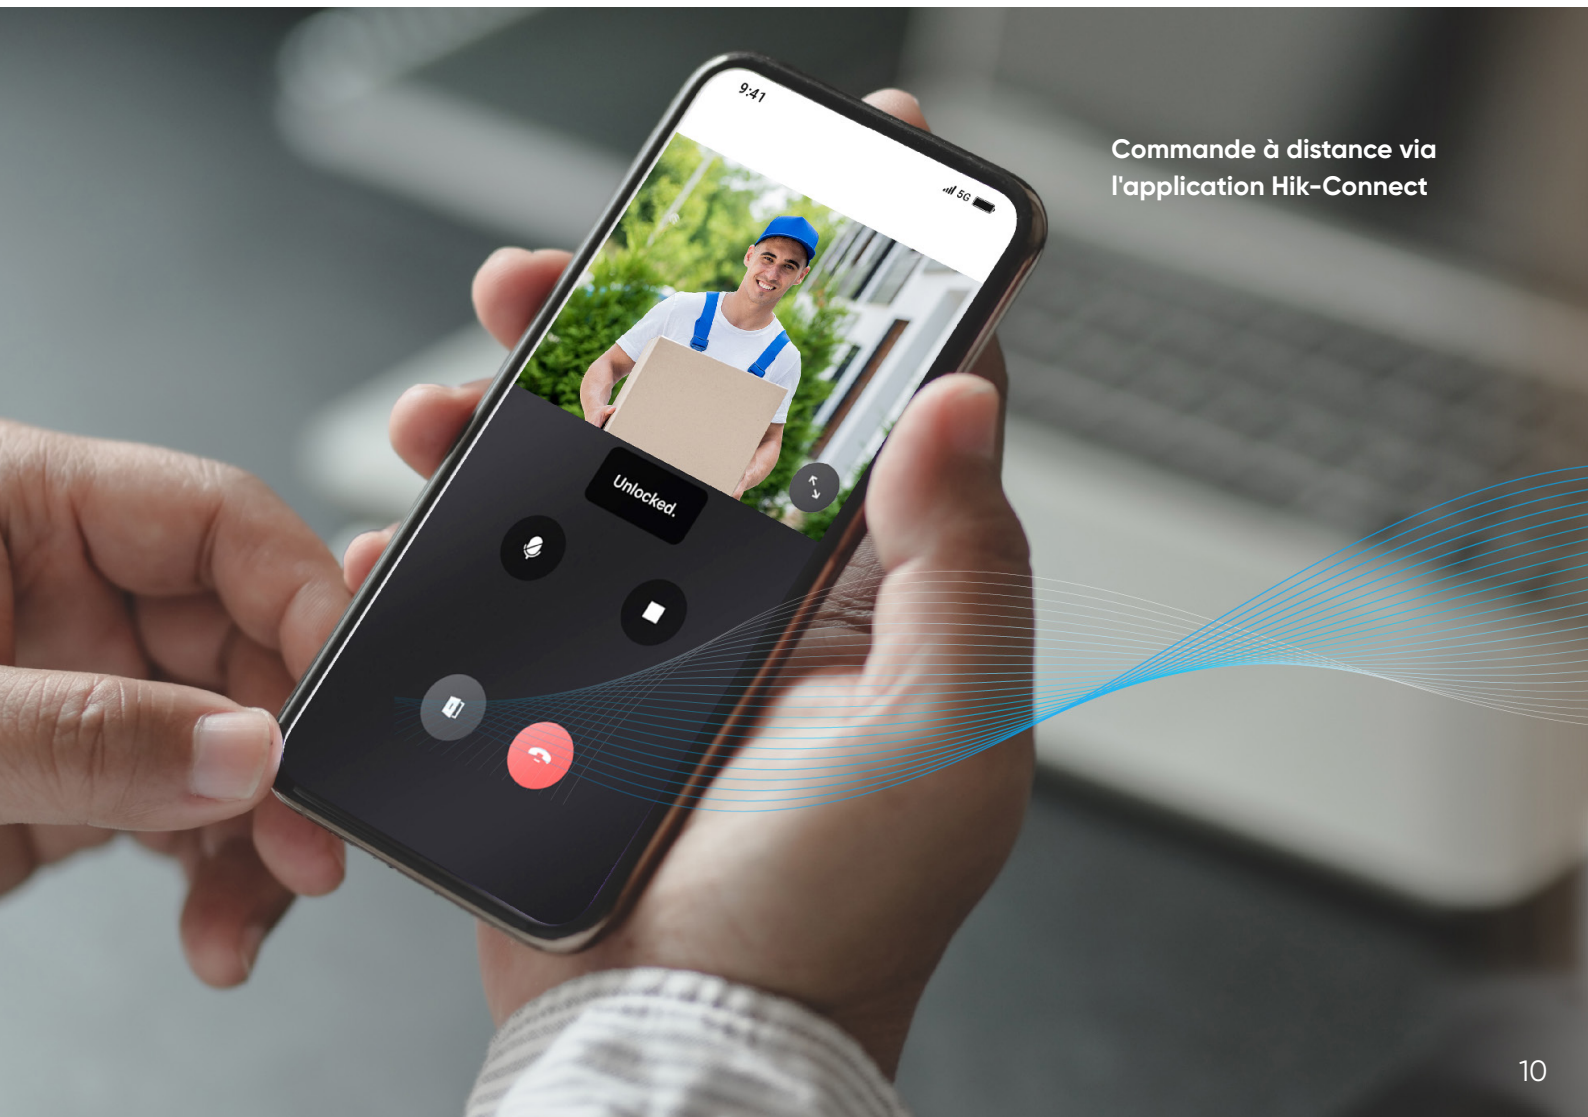 9:41
5G
Commande à distance via
l'application Hik-Connect
Unlocked.
10